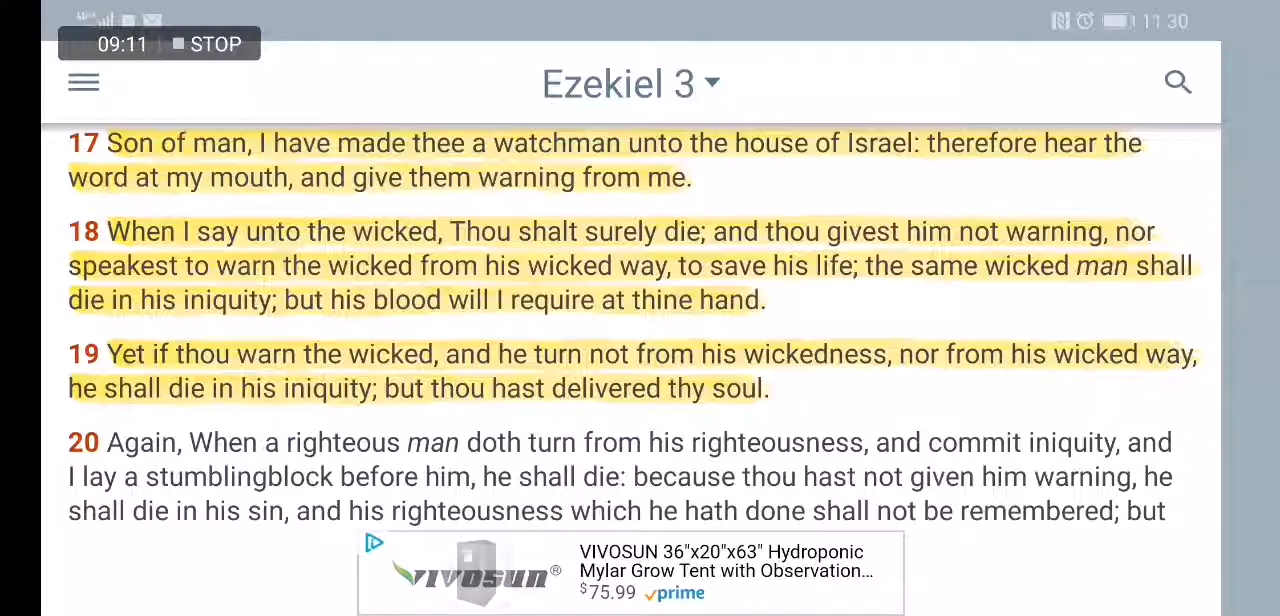 11 30
09:11 STOP
Ezekiel 3
17 Son of man, I have made thee a watchman unto the house of Israel: therefore hear the
word at my mouth, and give them warning from me.
18 When I say unto the wicked, Thou shalt surely die; and thou givest him not warning, nor
speakest to warn the wicked from his wicked way, to save his life; the same wicked man shall
die in his iniquity; but his blood will I require at thine hand.
19 Yet if thou warn the wicked, and he turn not from his wickedness, nor from his wicked way,
he shall die in his iniquity; but thou hast delivered thy soul.
20 Again, When a righteous man doth turn from his righteousness, and commit iniquity, and
I lay a stumblingblock before him, he shall die: because thou hast not given him warning, he
shall die in his sin, and his righteousness which he hath done shall not be remembered; but
VIVOSUN®
VIVOSUN 36"x20"x63" Hydroponic
Mylar Grow Tent with Observation...
$75.99 prime